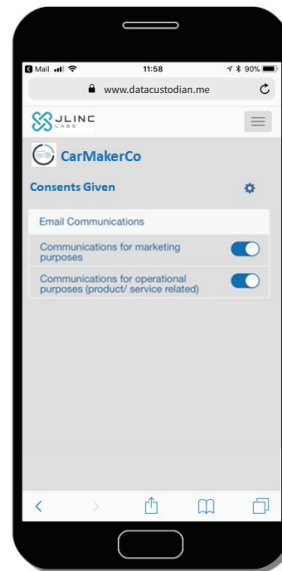 Mail 11:58 90%
www.datacustodian.me
JLINC
LABS
CarMakerCo
Consents Given
Email Communications
Communications for marketing
purposes
Communications for operational
purposes (product/ service related)